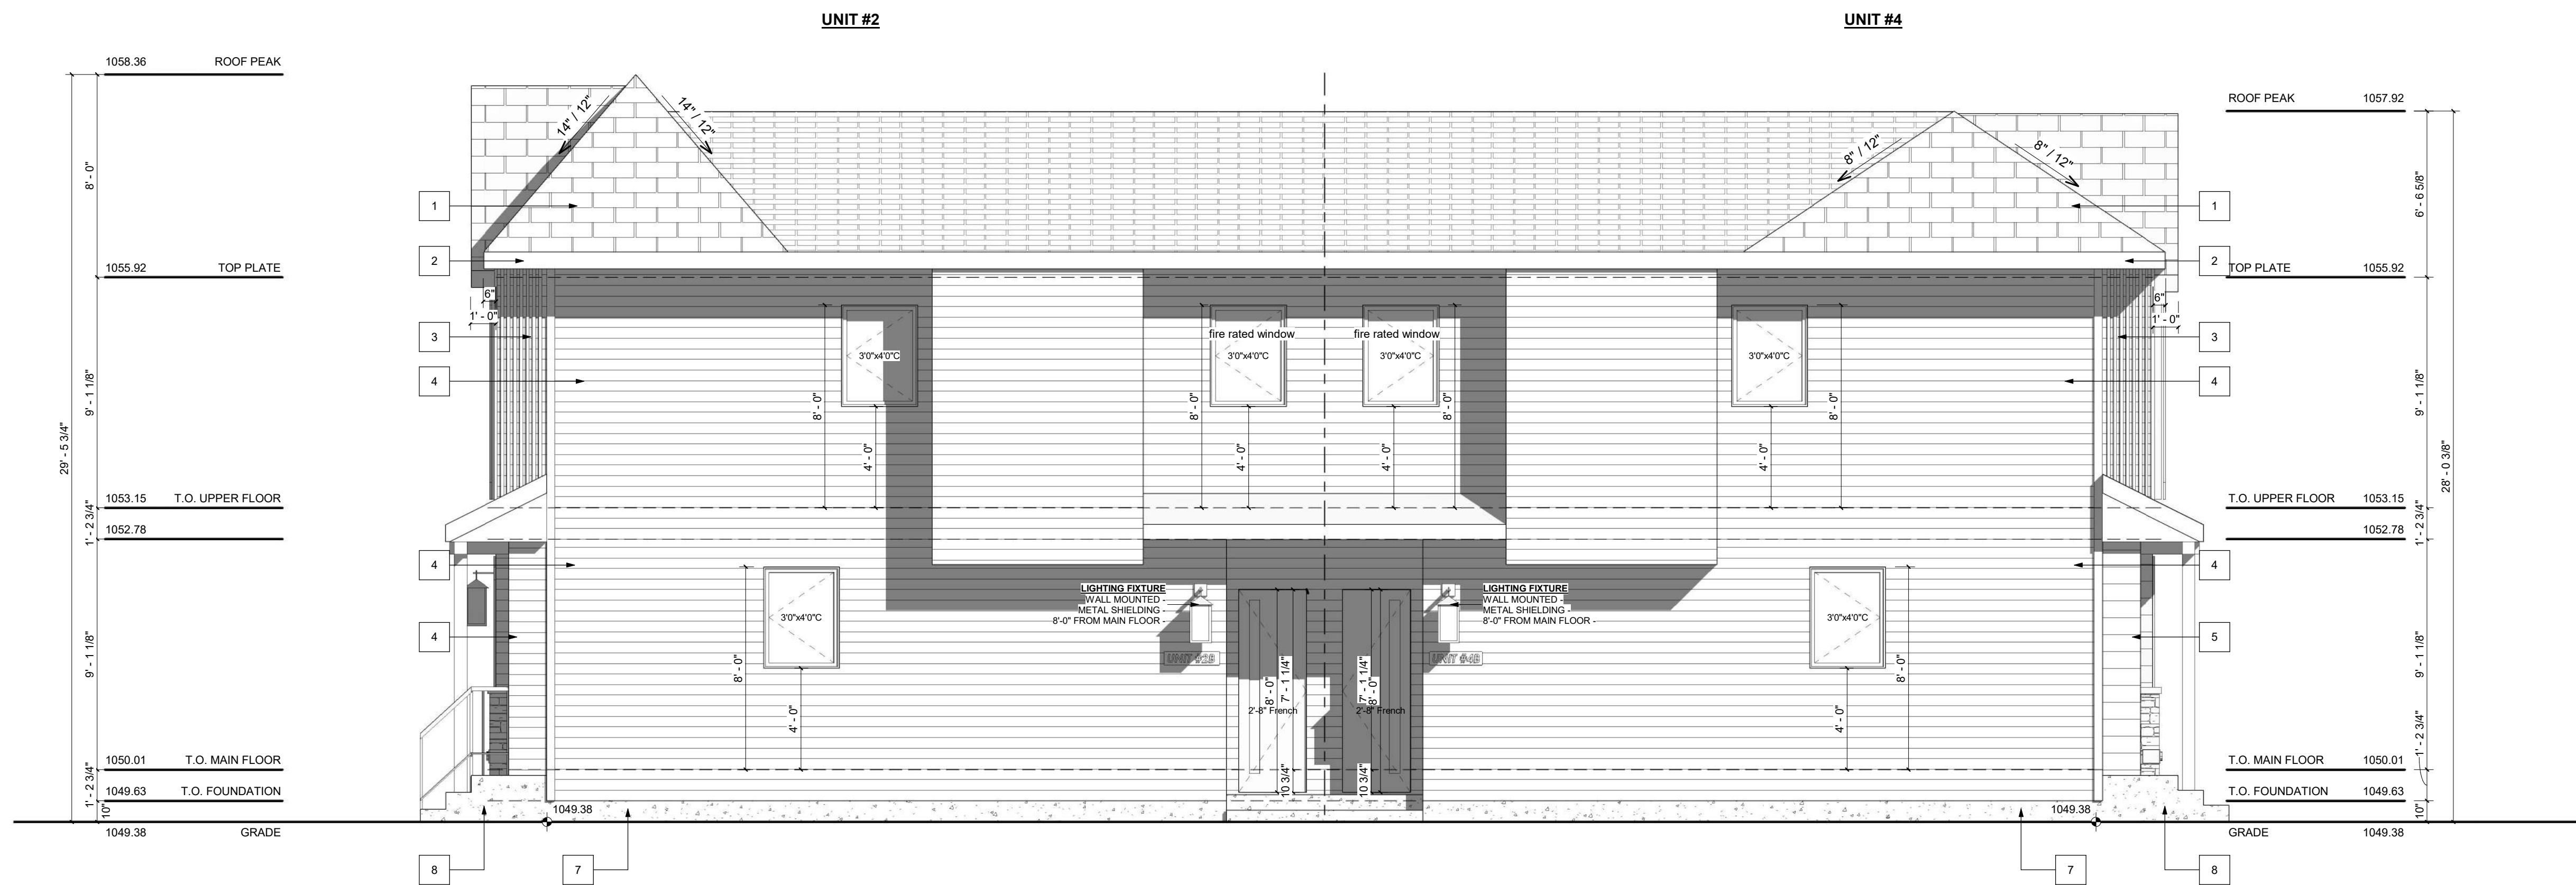 UNIT #2
UNIT #4
1058.36 ROOF PEAK
ROOF PEAK 1057.92
14" / 12"
14" / 12"
8" / 12"
8" / 12"
8' - 0"
6' - 6 5/8"
1
1
2
2
1055.92 TOP PLATE
TOP PLATE 1055.92
6"
1' - 0"
6"
1' - 0"
3
3
fire rated window
fire rated window
3'0"x4'0"C
3'0"x4'0"C
3'0"x4'0"C
3'0"x4'0"C
4
4
9' - 1 1/8"
9' - 1 1/8"
29' - 5 3/4"
28' - 0 3/8"
8' - 0"
8' - 0"
8' - 0"
8' - 0"
4' - 0"
4' - 0"
4' - 0"
4' - 0"
1053.15 T.O. UPPER FLOOR
T.O. UPPER FLOOR 1053.15
1' - 2 3/4"
1' - 2 3/4"
1052.78
1052.78
4
4
LIGHTING FIXTURE
WALL MOUNTED -
METAL SHIELDING -
8'-0" FROM MAIN FLOOR -
LIGHTING FIXTURE
WALL MOUNTED -
METAL SHIELDING -
8'-0" FROM MAIN FLOOR -
3'0"x4'0"C
3'0"x4'0"C
4
5
UNIT #2B
UNIT #4B
9' - 1 1/8"
9' - 1 1/8"
8' - 0"
8' - 0"
7' - 1 1/4"
7' - 1 1/4"
8' - 0"
8' - 0"
2'-8" French
2'-8" French
4' - 0"
4' - 0"
1050.01 T.O. MAIN FLOOR
T.O. MAIN FLOOR 1050.01
1' - 2 3/4"
1' - 2 3/4"
10 3/4"
10 3/4"
1049.63 T.O. FOUNDATION
T.O. FOUNDATION 1049.63
10"
10"
1049.38
1049.38
1049.38 GRADE
GRADE 1049.38
8
7
7
8